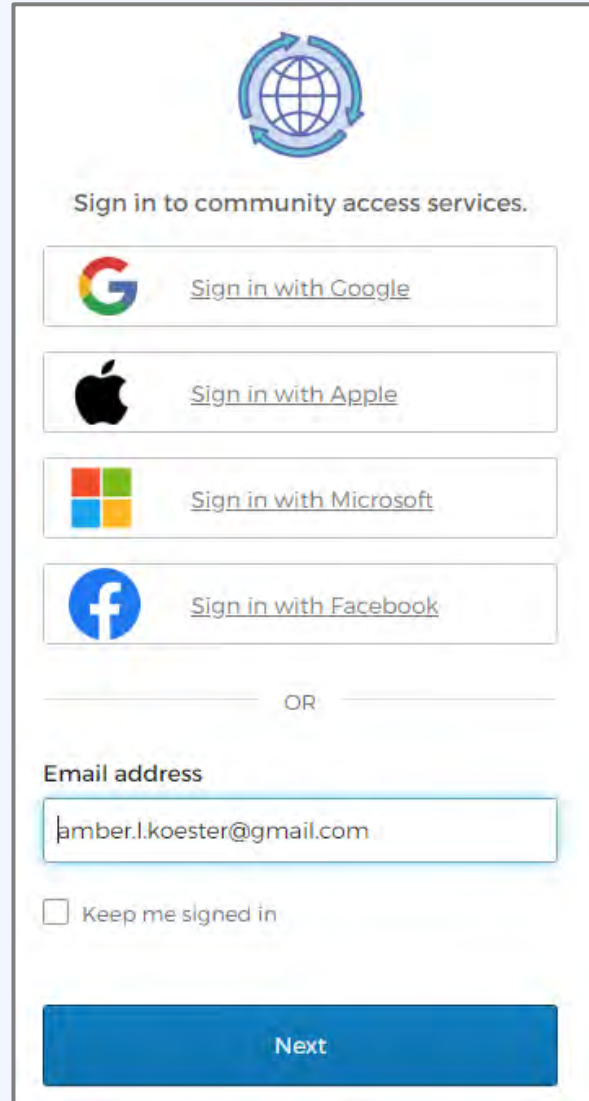 Sign in to community access services.
Sign in with Google
Sign in with Apple
Sign in with Microsoft
Sign in with Facebook
OR
Email address
amber.l.koester@gmail.com
Keep me signed in
Next